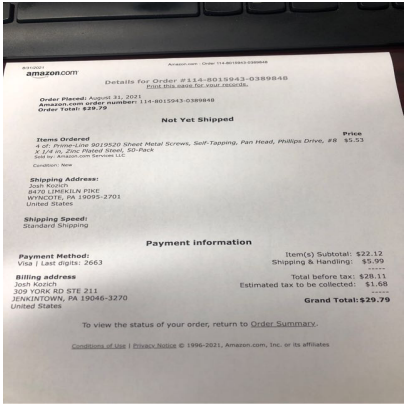 8/31/2021
Amazon.com - Order 114-8015943-0389848
amazon.com
Details for Order #114-8015943-0389848
Print this page for your records.
Order Placed: August 31, 2021
Amazon.com order number: 114-8015943-0389848
Order Total: $29.79
Not Yet Shipped
Items Ordered Price
4 of: Prime-Line 9019520 Sheet Metal Screws, Self-Tapping, Pan Head, Phillips Drive, #8 $5.53
X 1/4 in, Zinc Plated Steel, 50-Pack
Sold by: Amazon.com Services LLC
Condition: New
Shipping Address:
Josh Kozich
8470 LIMEKILN PIKE
WYNCOTE, PA 19095-2701
United States
Shipping Speed:
Standard Shipping
Payment information
Payment Method:
Visa | Last digits: 2663
Billing address
Josh Kozich
309 YORK RD STE 211
JENKINTOWN, PA 19046-3270
United States
Item(s) Subtotal: $22.12
Shipping & Handling: $5.99
-----
Total before tax: $28.11
Estimated tax to be collected: $1.68
-----
Grand Total: $29.79
To view the status of your order, return to Order Summary.
Conditions of Use | Privacy Notice © 1996-2021, Amazon.com, Inc. or its affiliates